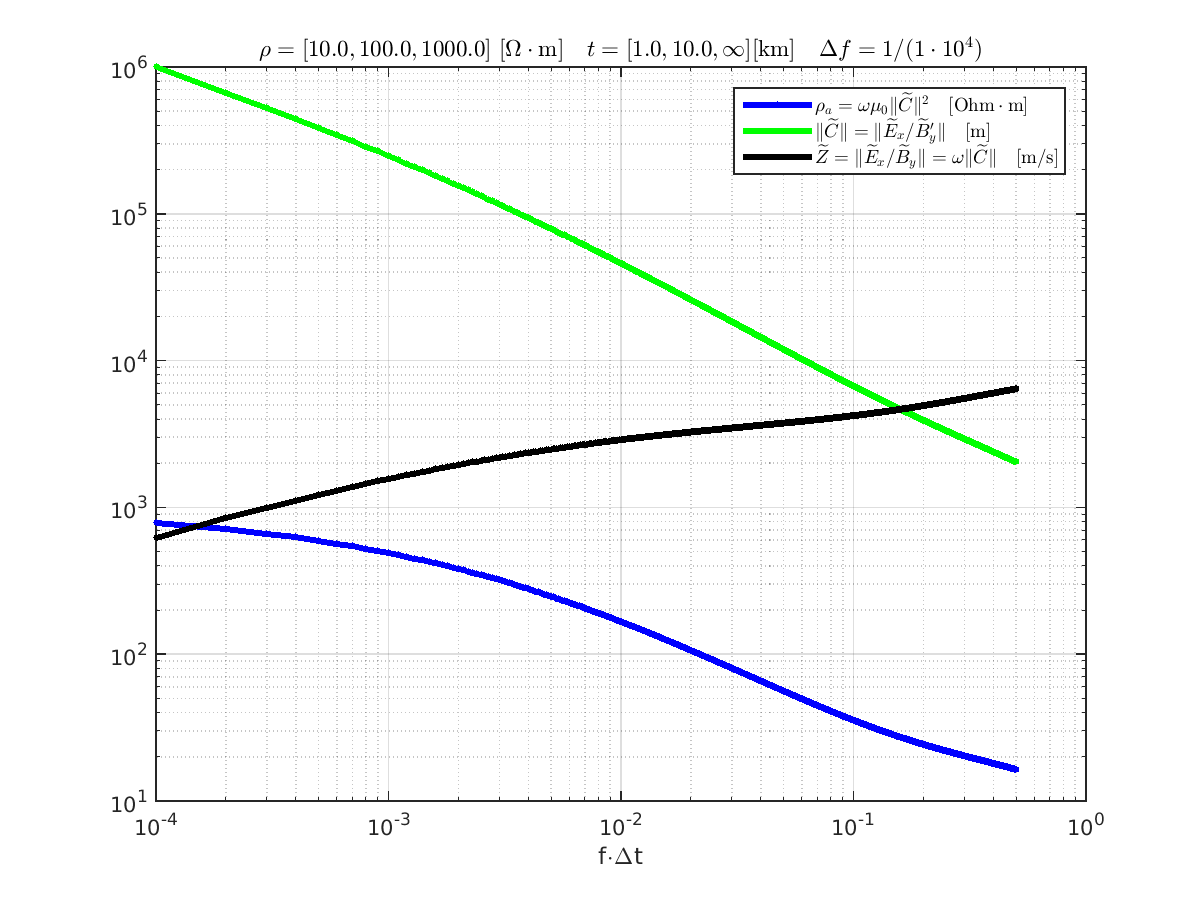 ρ = [10.0, 100.0, 1000.0] [Ω · m] t = [1.0, 10.0, ∞][km] Δf = 1/(1 · 10⁴)
10⁶
ρₐ = ωμ₀‖C̃‖² [Ohm · m]
‖C̃‖ = ‖Ẽₓ/B̃′ᵧ‖ [m]
Z̃ = ‖Ẽₓ/B̃ᵧ‖ = ω‖C̃‖ [m/s]
10⁵
10⁴
10³
10²
10¹
10⁻⁴ 10⁻³ 10⁻² 10⁻¹ 10⁰
f·Δt